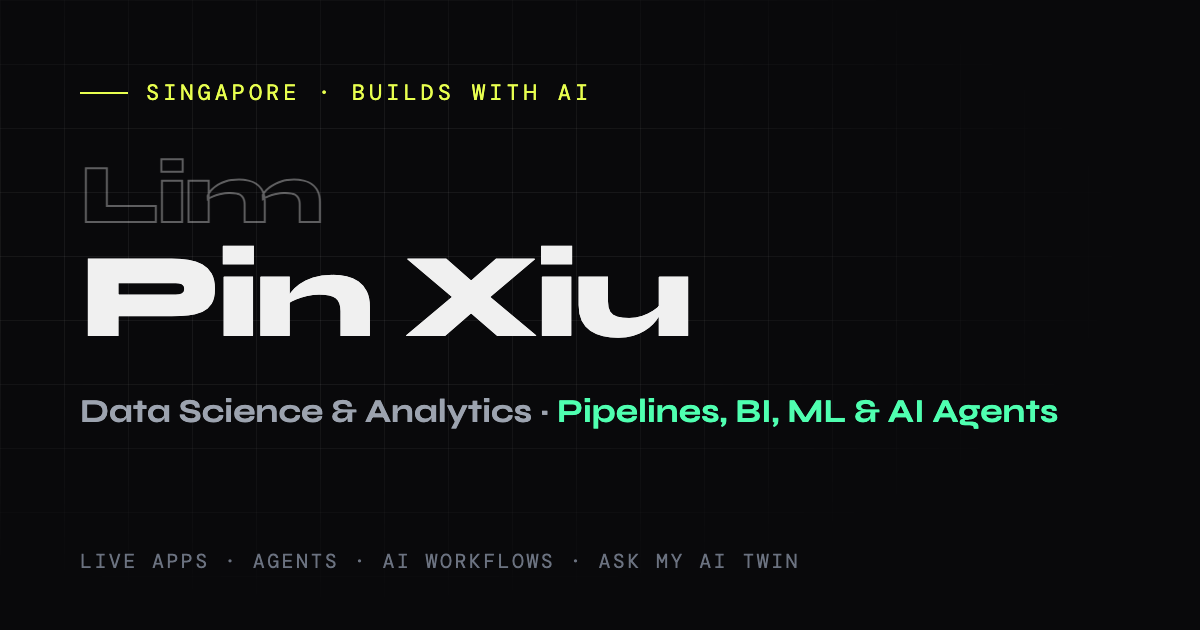 SINGAPORE · BUILDS WITH AI
Lim
Pin Xiu
Data Science & Analytics · Pipelines, BI, ML & AI Agents
LIVE APPS · AGENTS · AI WORKFLOWS · ASK MY AI TWIN